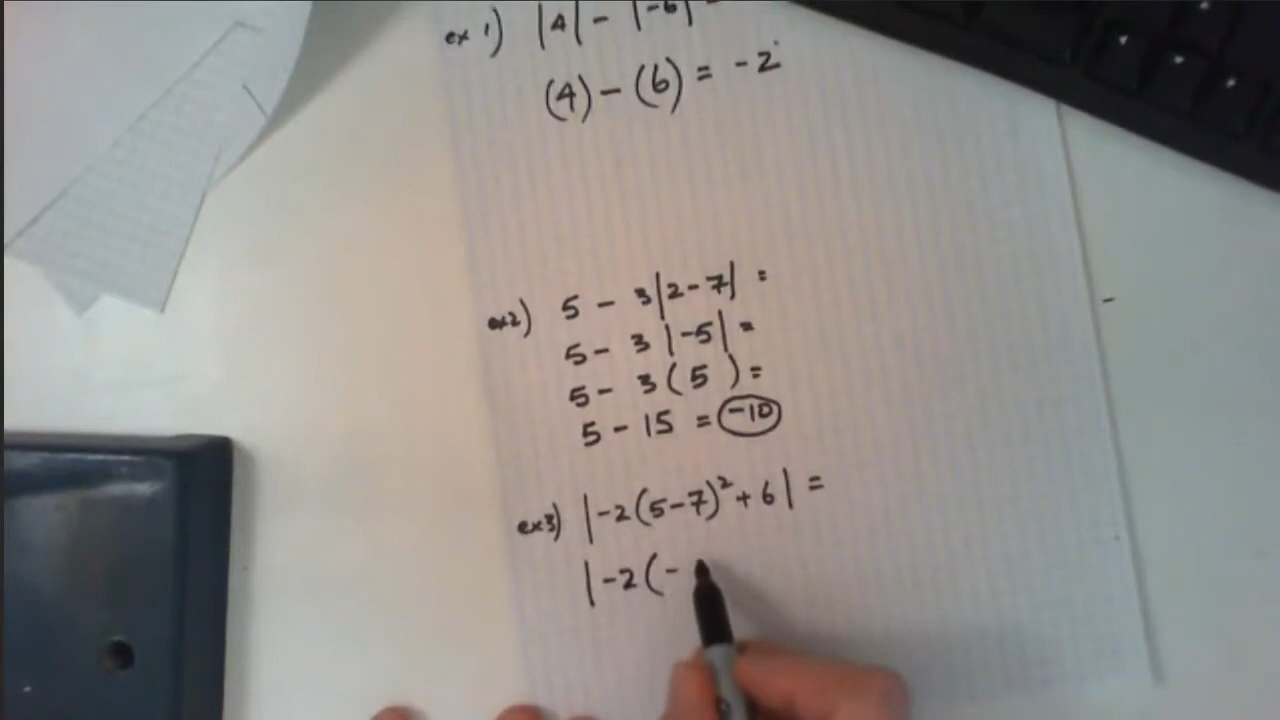 ex 1) |4| - |-6| =
(4) - (6) = -2
ex2) 5 - 3|2-7| =
5 - 3|-5| =
5 - 3(5) =
5 - 15 = -10
ex3) |-2(5-7)²+6| =
|-2(-